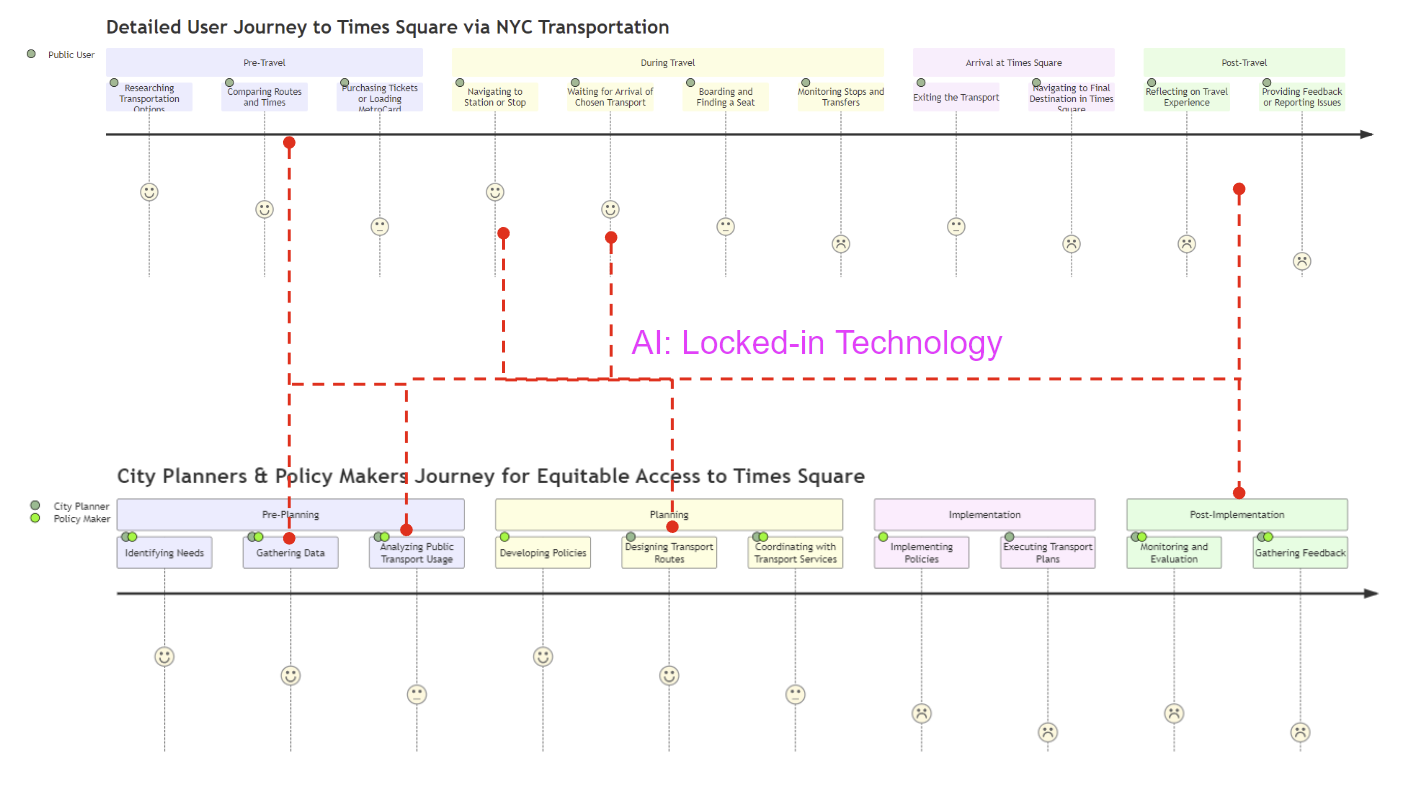 Detailed User Journey to Times Square via NYC Transportation
Public User
Pre-Travel
During Travel
Arrival at Times Square
Post-Travel
Researching
Transportation
Options
Comparing Routes
and Times
Purchasing Tickets
or Loading
MetroCard
Navigating to
Station or Stop
Waiting for Arrival of
Chosen Transport
Boarding and
Finding a Seat
Monitoring Stops and
Transfers
Exiting the Transport
Navigating to Final
Destination in Times
Square
Reflecting on Travel
Experience
Providing Feedback
or Reporting Issues
AI: Locked-in Technology
City Planners & Policy Makers Journey for Equitable Access to Times Square
City Planner
Policy Maker
Pre-Planning
Planning
Implementation
Post-Implementation
Identifying Needs
Gathering Data
Analyzing Public
Transport Usage
Developing Policies
Designing Transport
Routes
Coordinating with
Transport Services
Implementing
Policies
Executing Transport
Plans
Monitoring and
Evaluation
Gathering Feedback